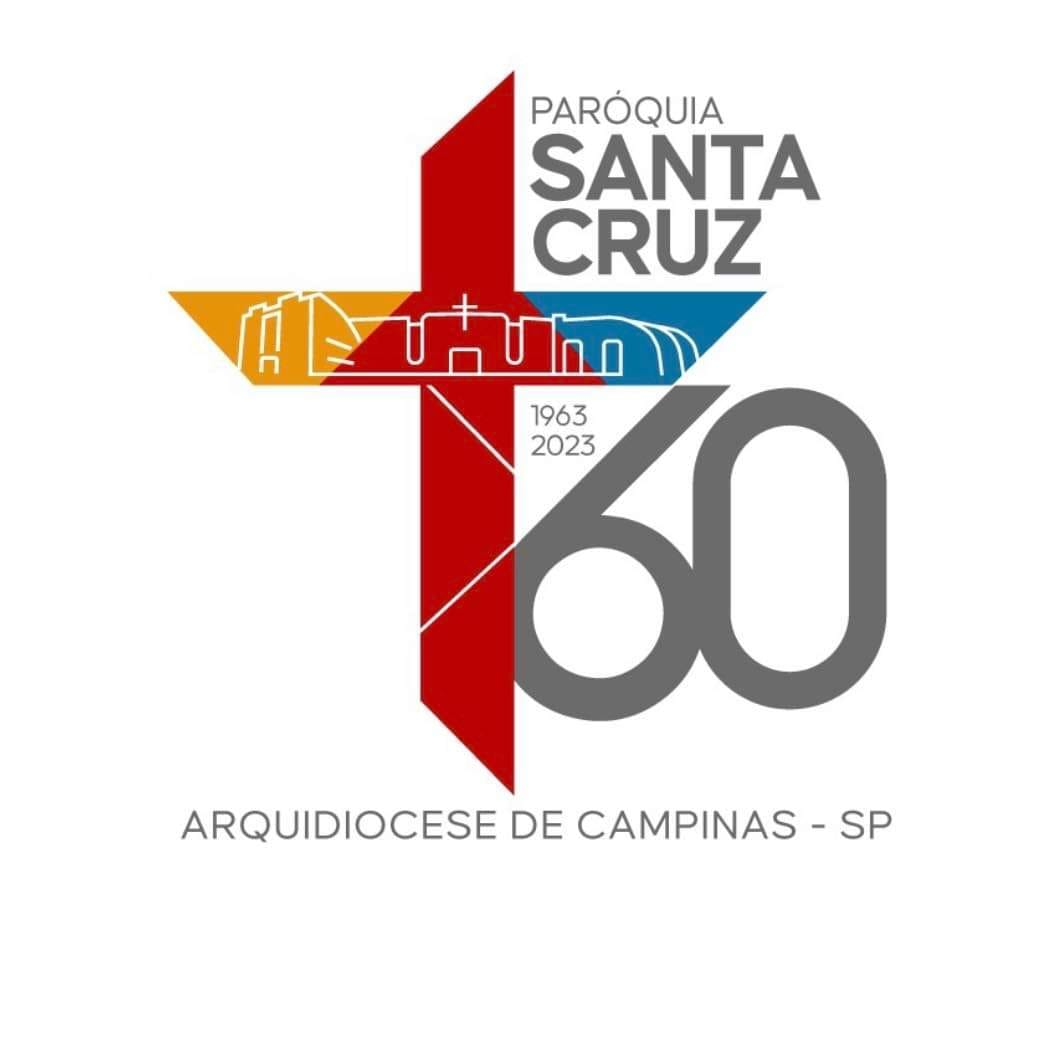 PARÓQUIA
SANTA
CRUZ
1963
2023
60
ARQUIDIOCESE DE CAMPINAS - SP